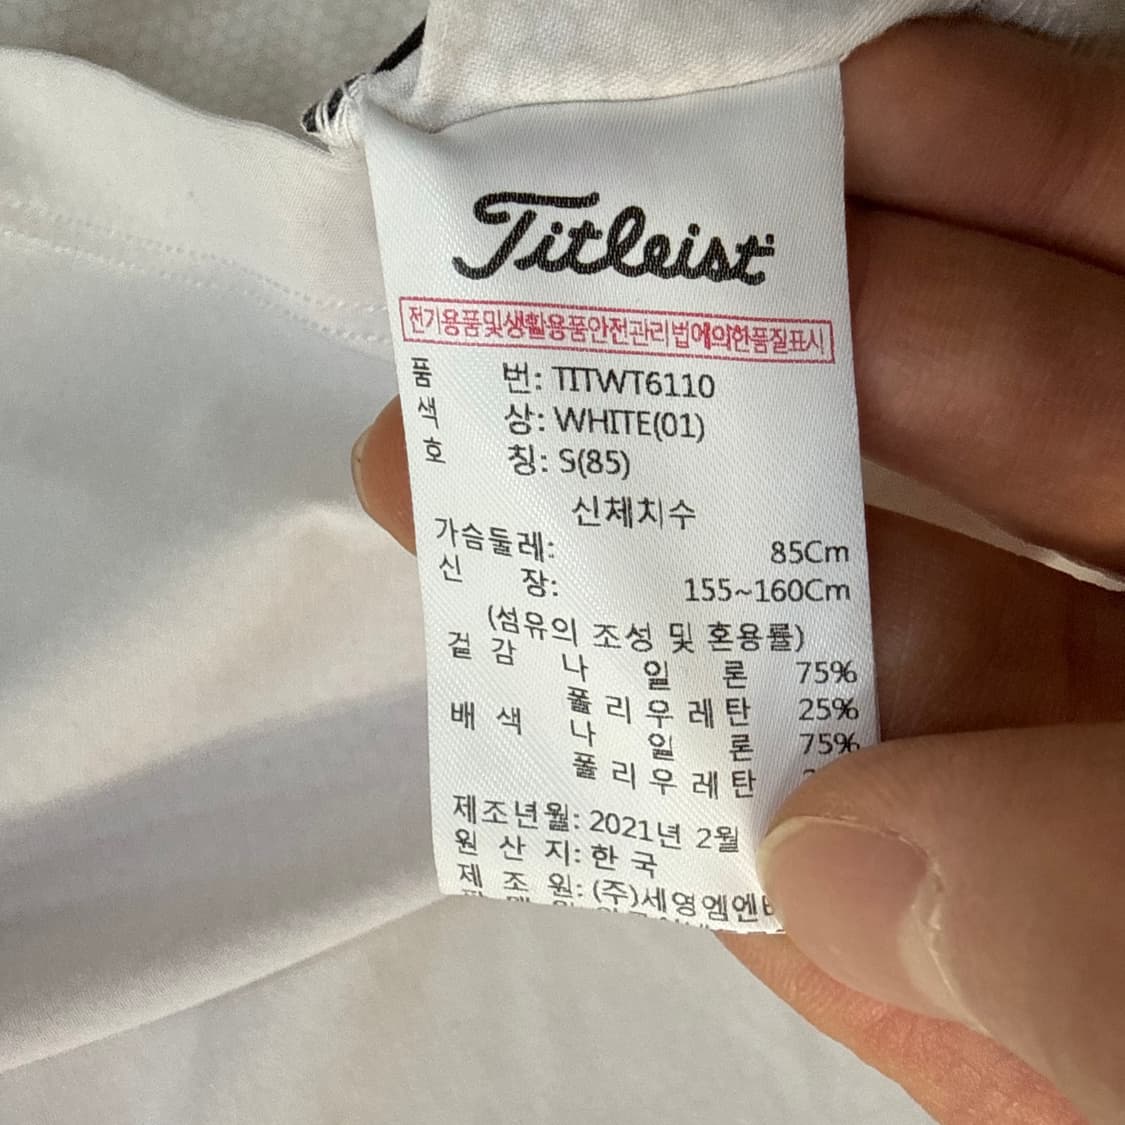 Titleist
전기용품및생활용품안전관리법에의한품질표시
품 번: TITWT6110
색 상: WHITE(01)
호 칭: S(85)
신체치수
가슴둘레: 85Cm
신 장: 155~160Cm
(섬유의 조성 및 혼용률)
겉 감 나 일 론 75%
폴 리 우 레 탄 25%
배 색 나 일 론 75%
폴 리 우 레 탄
제조년월: 2021년 2월
원 산 지: 한 국
제 조 원: (주)세영엠엔